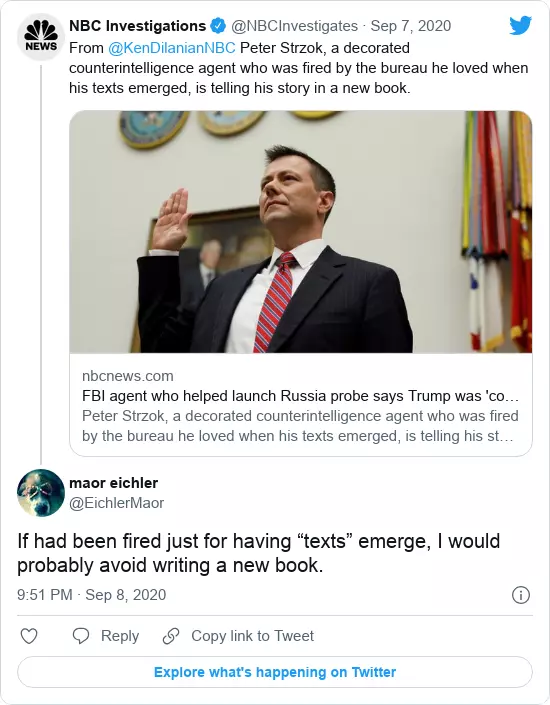 NBC Investigations @NBCInvestigates · Sep 7, 2020
NEWS
From @KenDilanianNBC Peter Strzok, a decorated
counterintelligence agent who was fired by the bureau he loved when
his texts emerged, is telling his story in a new book.
nbcnews.com
FBI agent who helped launch Russia probe says Trump was 'co...
Peter Strzok, a decorated counterintelligence agent who was fired
by the bureau he loved when his texts emerged, is telling his st...
maor eichler
@EichlerMaor
If had been fired just for having “texts” emerge, I would
probably avoid writing a new book.
9:51 PM · Sep 8, 2020
Reply Copy link to Tweet
Explore what's happening on Twitter